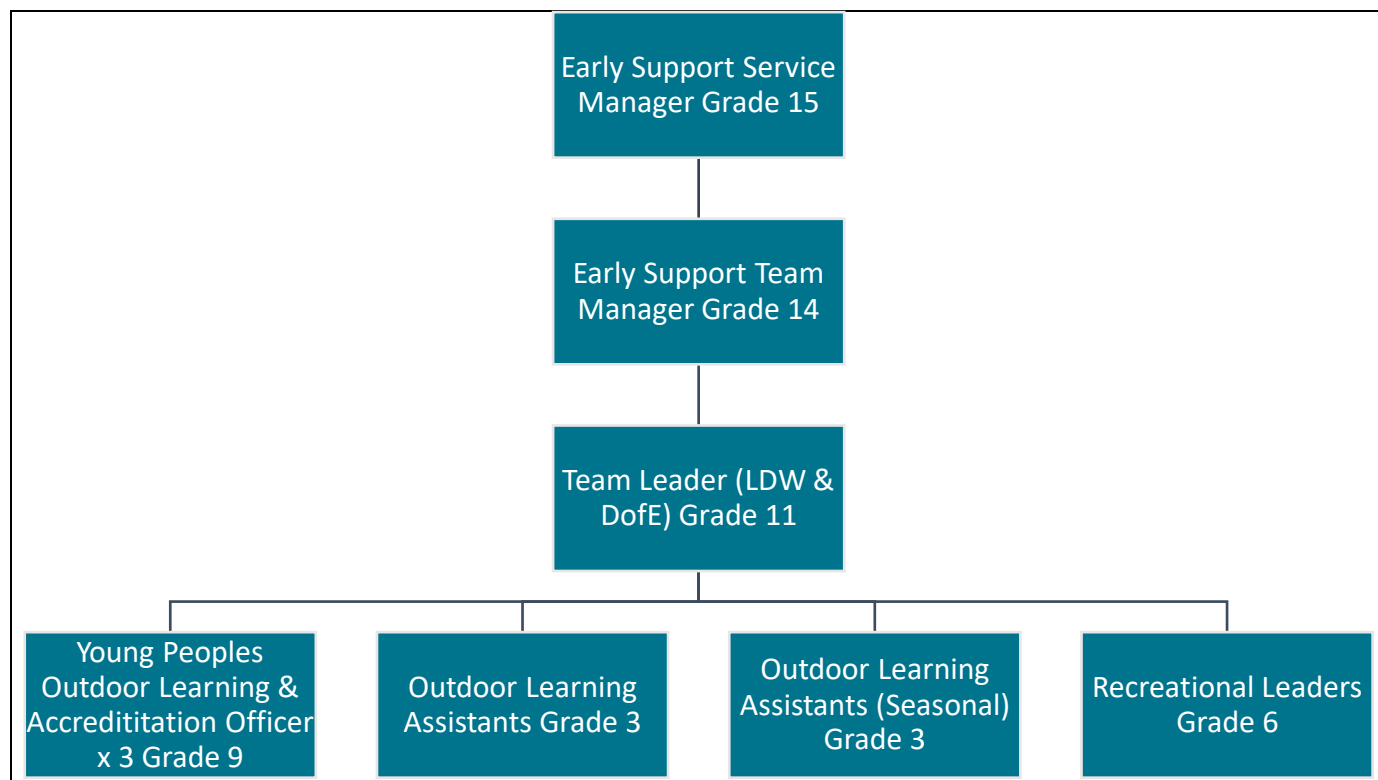 Early Support Service
Manager Grade 15
Early Support Team
Manager Grade 14
Team Leader (LDW &
DofE) Grade 11
Young Peoples
Outdoor Learning &
Accredititation Officer
x 3 Grade 9
Outdoor Learning
Assistants Grade 3
Outdoor Learning
Assistants (Seasonal)
Grade 3
Recreational Leaders
Grade 6